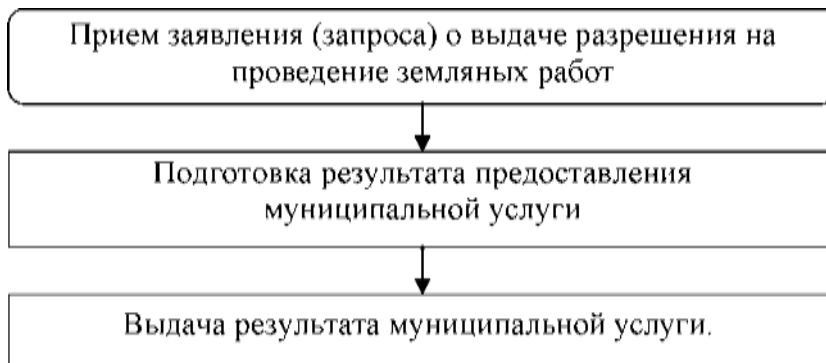 Прием заявления (запроса) о выдаче разрешения на
проведение земляных работ
Подготовка результата предоставления
муниципальной услуги
Выдача результата муниципальной услуги.